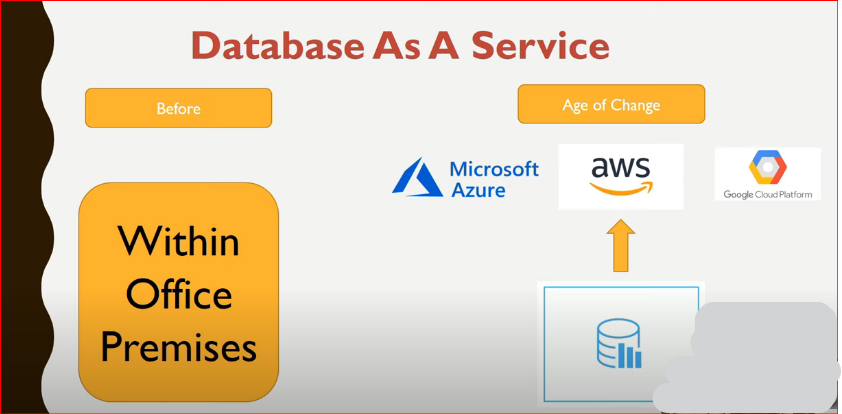 Database As A Service
Before
Age of Change
Microsoft
Azure
aws
Google Cloud Platform
Within
Office
Premises